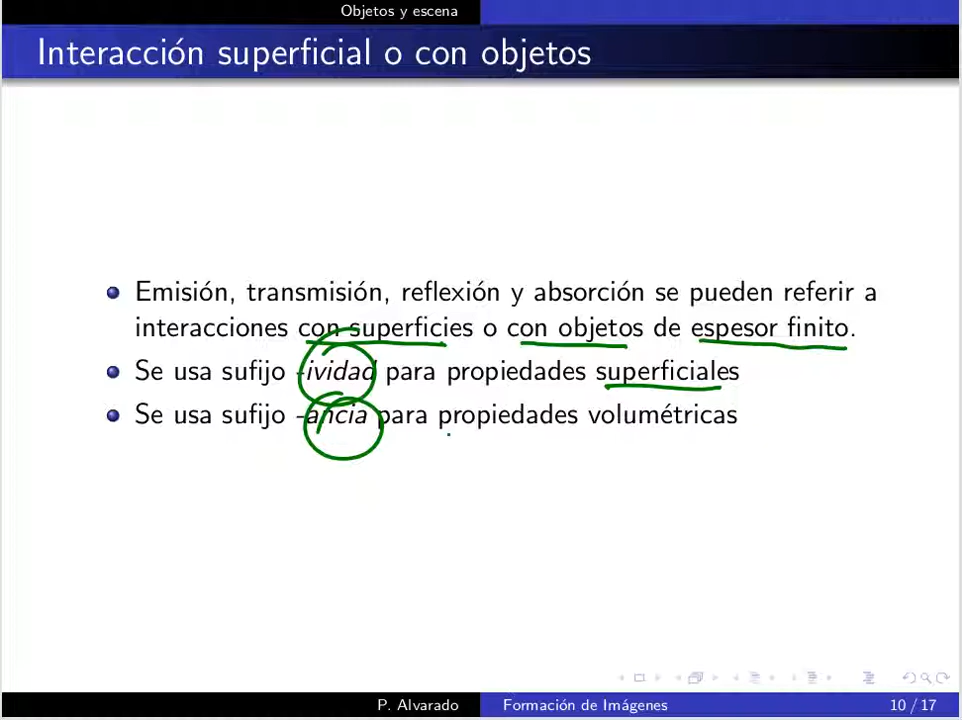 Objetos y escena
Interacción superficial o con objetos
Emisión, transmisión, reflexión y absorción se pueden referir a
interacciones con superficies o con objetos de espesor finito.
Se usa sufijo -ividad para propiedades superficiales
Se usa sufijo -ancia para propiedades volumétricas
P. Alvarado
Formación de Imágenes
10 / 17